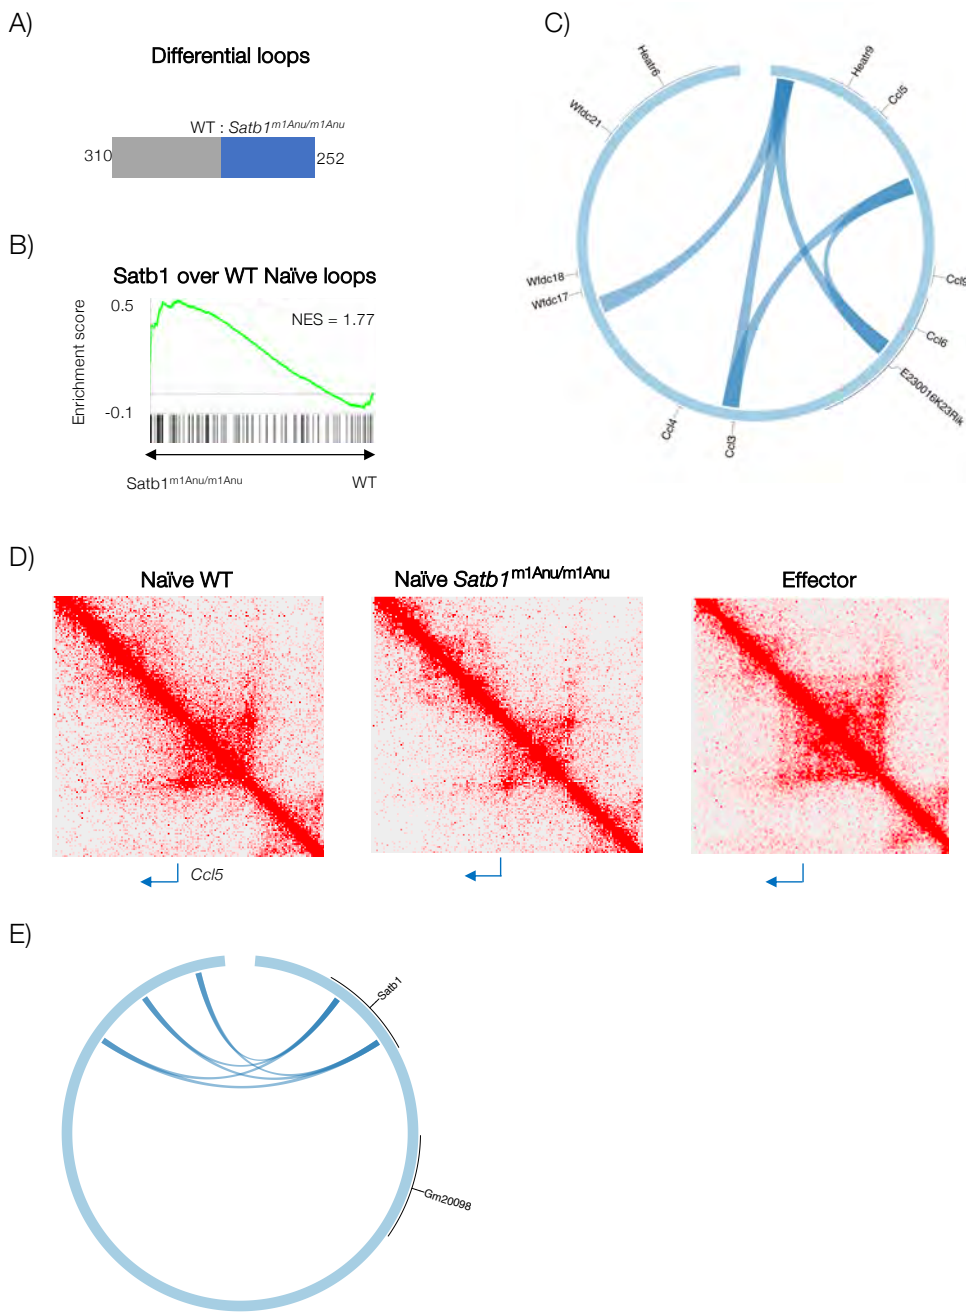 A)
Differential loops
WT : Satb1m1Anu/m1Anu
310
252
B)
Satb1 over WT Naïve loops
0.5
NES = 1.77
Enrichment score
-0.1
Satb1m1Anu/m1Anu
WT
C)
Heatr6
Heatr9
Wfdc21
Ccl5
Wfdc18
Wfdc17
Ccl9
Ccl6
E230016K23Rik
Ccl4
Ccl3
D)
Naïve WT
Naïve Satb1m1Anu/m1Anu
Effector
Ccl5
E)
Satb1
Gm20098